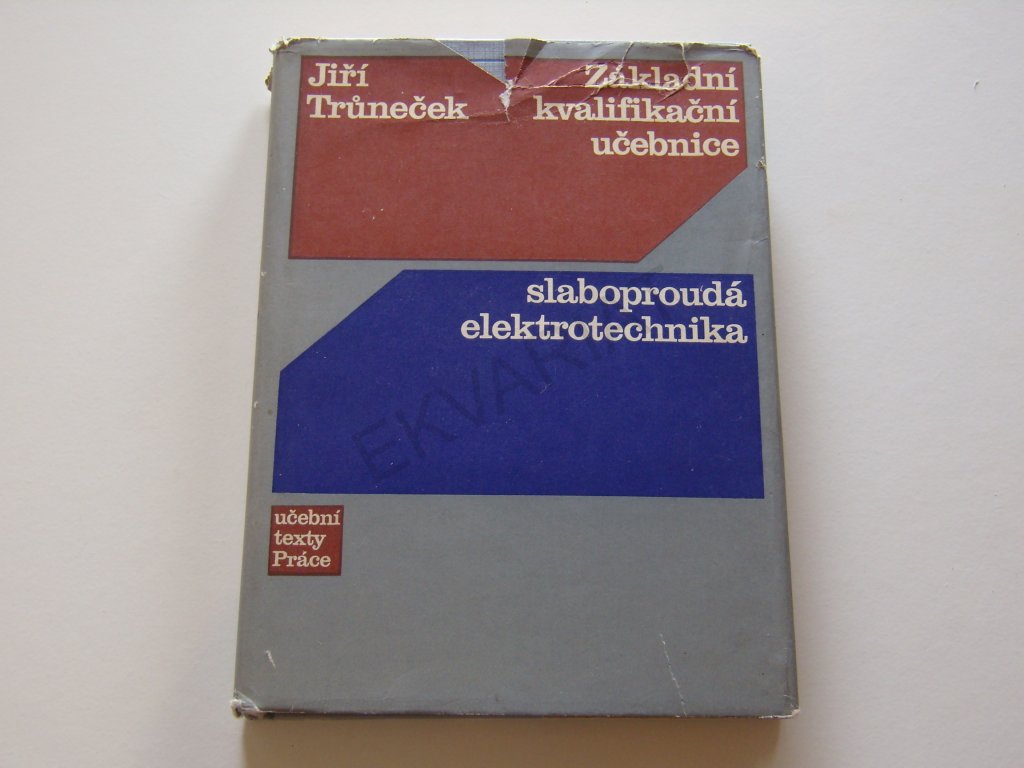 Jiří
Trůneček
Základní
kvalifikační
učebnice
slaboproudá
elektrotechnika
učební
texty
Práce